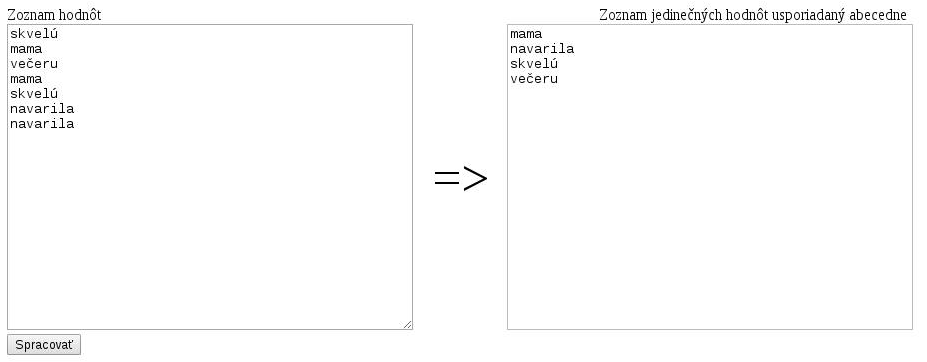 Zoznam hodnôt
skvelú
mama
večeru
mama
skvelú
navarila
navarila
=>
Zoznam jedinečných hodnôt usporiadaný abecedne
mama
navarila
skvelú
večeru
Spracovať